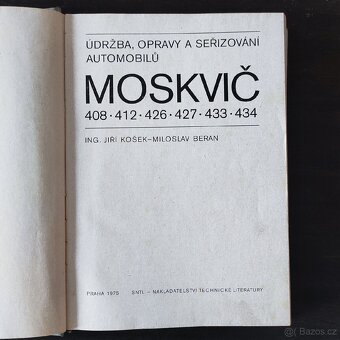 ÚDRŽBA, OPRAVY A SEŘIZOVÁNÍ
AUTOMOBILŮ
MOSKVIČ
408 · 412 · 426 · 427 · 433 · 434
ING. JIŘÍ KOŠEK – MILOSLAV BERAN
PRAHA 1975 SNTL – NAKLADATELSTVÍ TECHNICKÉ LITERATURY
Bazos.cz